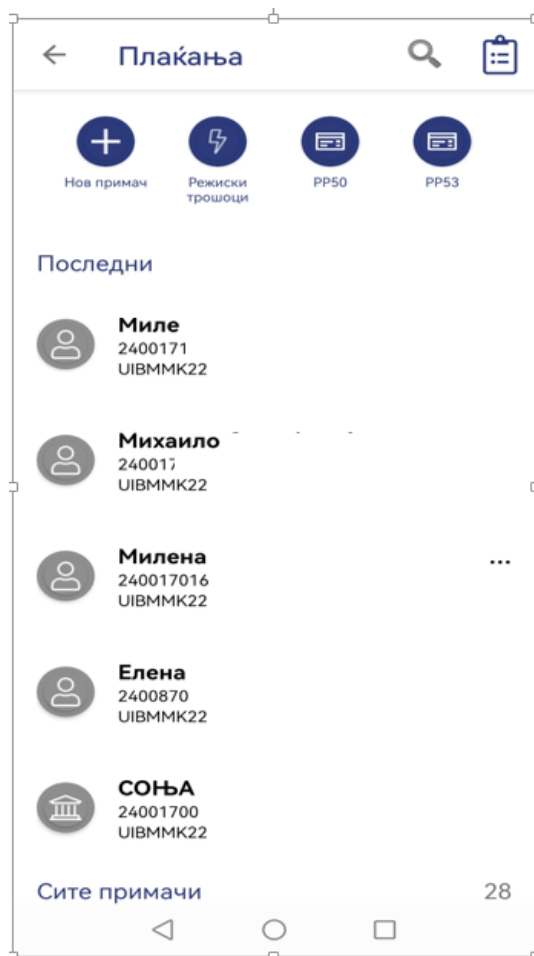 Плаќања
Нов примач
Режиски
трошоци
PP50
PP53
Последни
Миле
2400171
UIBMMK22
Михаило
240017
UIBMMK22
Милена
...
240017016
UIBMMK22
Елена
2400870
UIBMMK22
СОЊА
24001700
UIBMMK22
Сите примачи 28